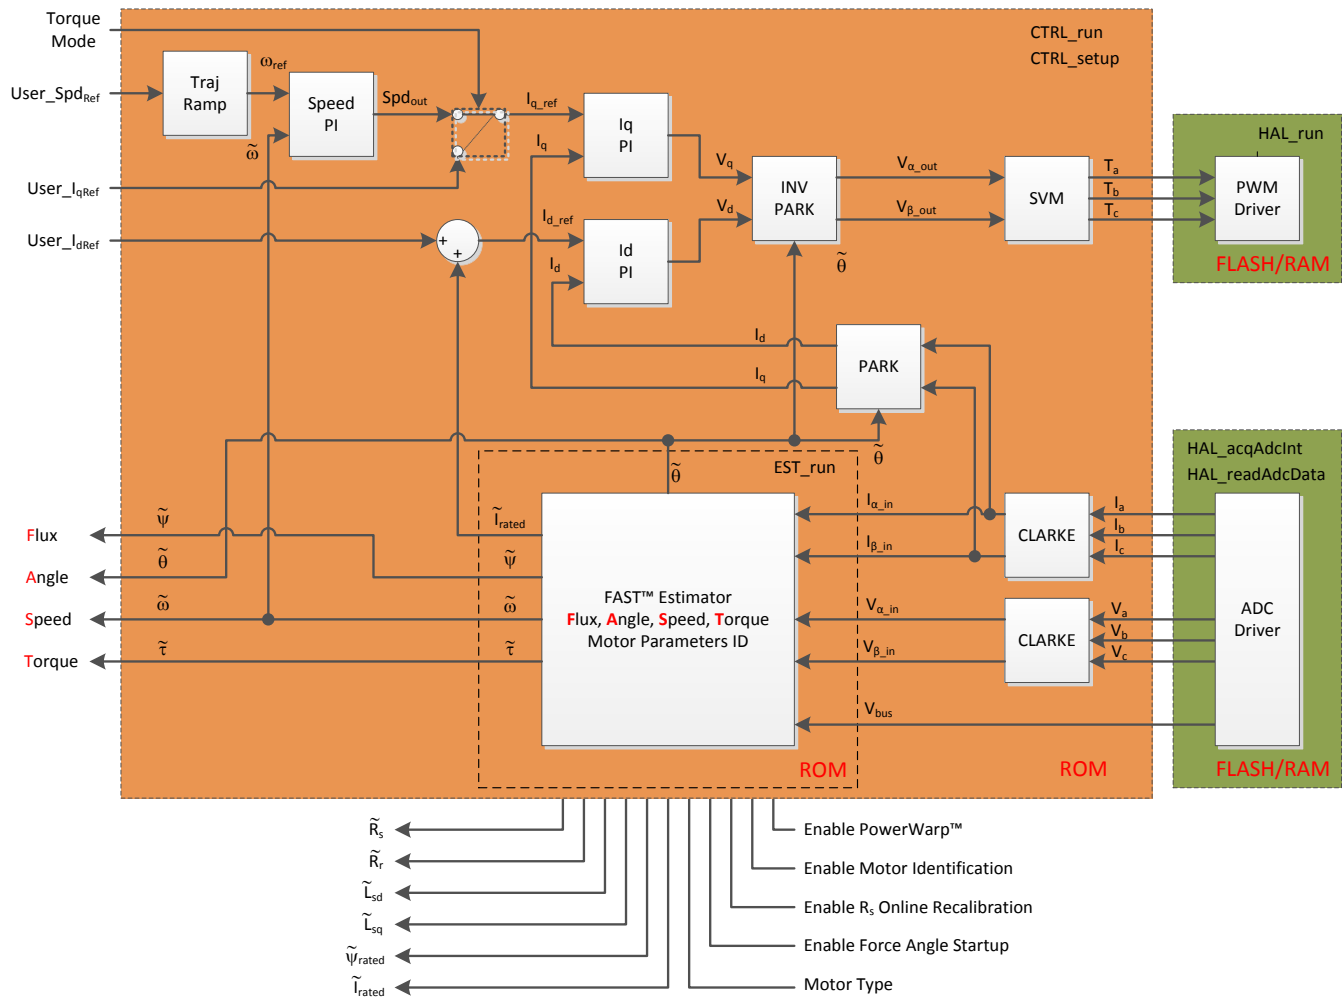 Torque
Mode
CTRL_run
CTRL_setup
User_SpdRef
Traj
Ramp
ωref
Speed
PI
Spdout
ω̃
Iq_ref
Iq
Iq
PI
Vq
INV
PARK
Vα_out
Vβ_out
SVM
Ta
Tb
Tc
HAL_run
PWM
Driver
FLASH/RAM
User_IqRef
User_IdRef
+
+
Id_ref
Id
Id
PI
Vd
θ̃
Id
Iq
PARK
θ̃
θ̃
EST_run
HAL_acqAdcInt
HAL_readAdcData
Flux
ψ̃
Angle
θ̃
Speed
ω̃
Torque
τ̃
Ĩrated
ψ̃
ω̃
τ̃
FAST™ Estimator
Flux, Angle, Speed, Torque
Motor Parameters ID
Iα_in
Iβ_in
CLARKE
Ia
Ib
Ic
Vα_in
Vβ_in
CLARKE
Va
Vb
Vc
Vbus
ADC
Driver
ROM
ROM
FLASH/RAM
R̃s
R̃r
L̃sd
L̃sq
ψ̃rated
Ĩrated
Enable PowerWarp™
Enable Motor Identification
Enable Rs Online Recalibration
Enable Force Angle Startup
Motor Type